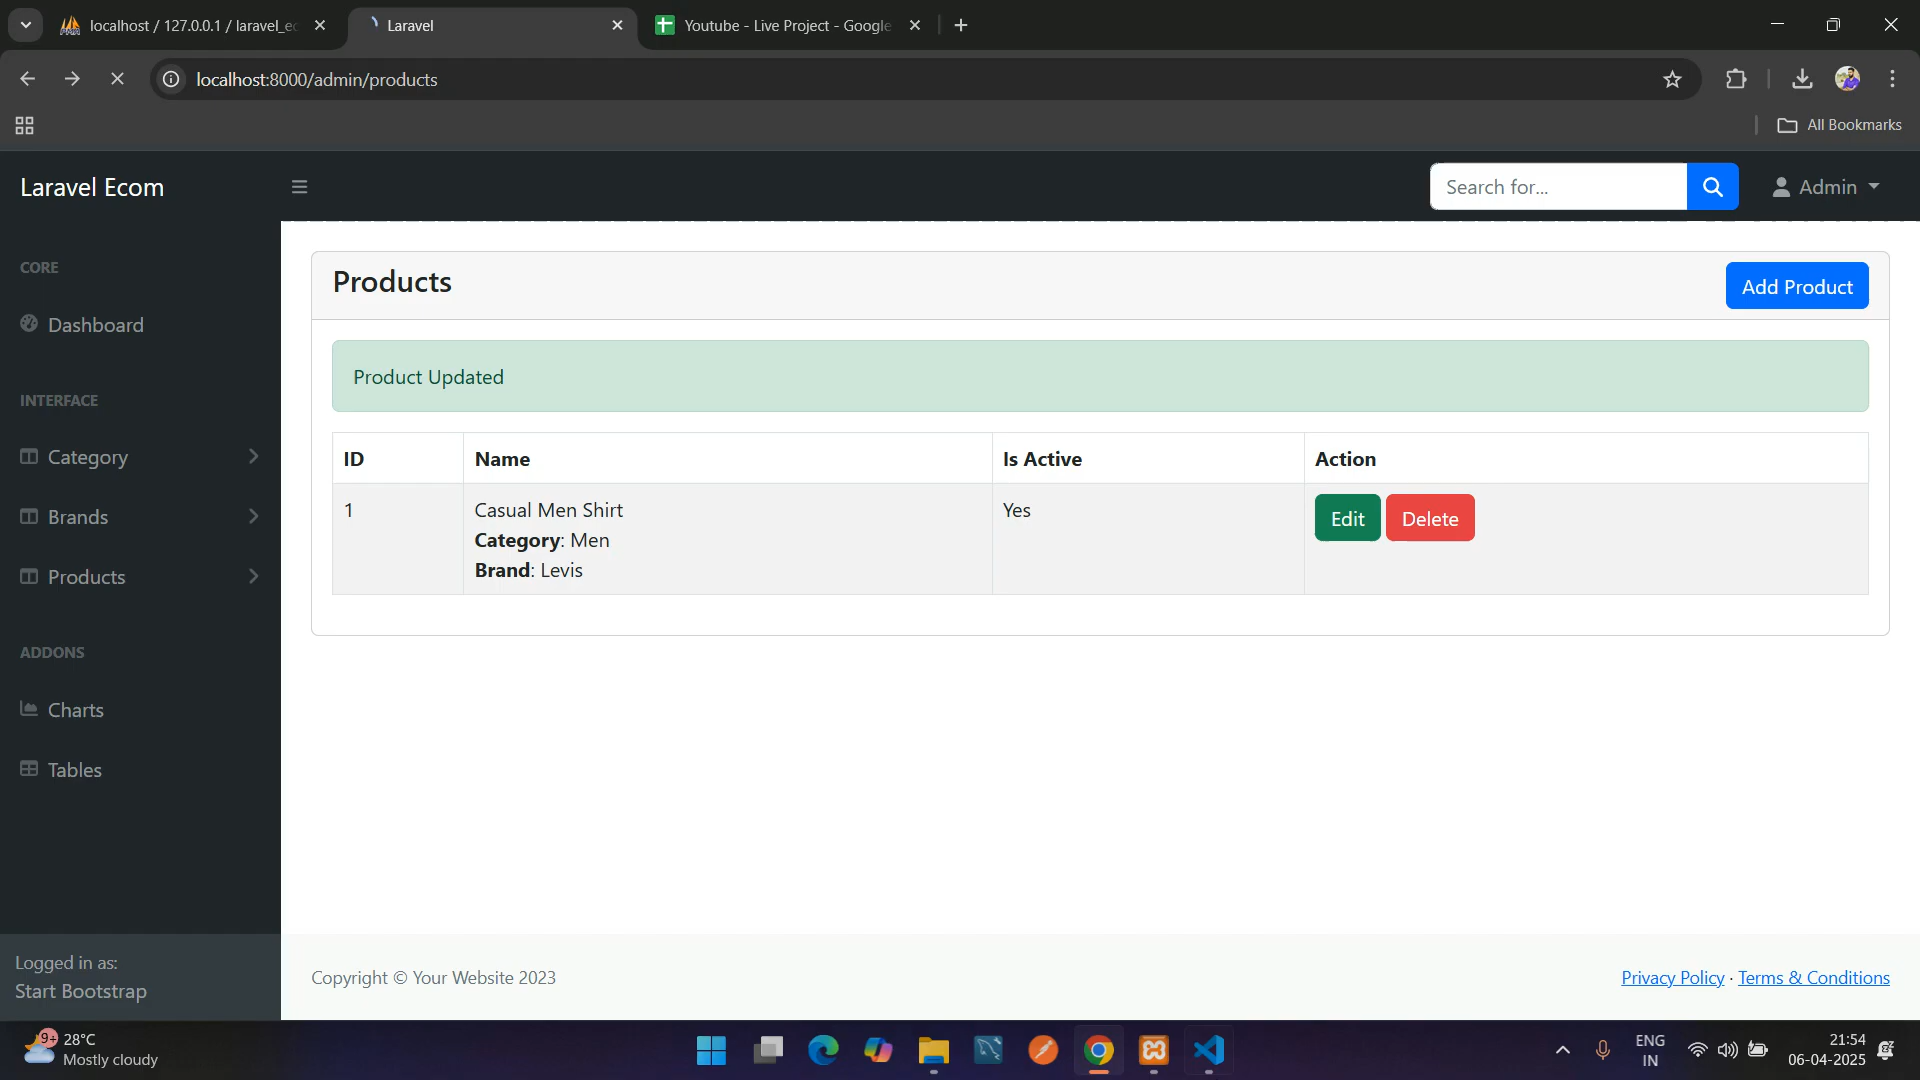 localhost / 127.0.0.1 / laravel_ec
Laravel
Youtube - Live Project - Google
localhost:8000/admin/products
All Bookmarks
Laravel Ecom
Search for...
Admin
CORE
Dashboard
INTERFACE
Category
Brands
Products
ADDONS
Charts
Tables
Logged in as:
Start Bootstrap
Products
Add Product
Product Updated
ID Name Is Active Action
1 Casual Men Shirt Yes Edit Delete
Category: Men
Brand: Levis
Copyright © Your Website 2023
Privacy Policy · Terms & Conditions
9+ 28°C
Mostly cloudy
ENG
IN
21:54
06-04-2025